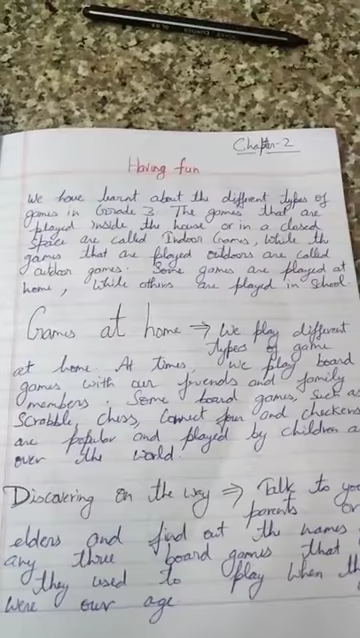 Chapter-2
Having fun
We have learnt about the different types of
games in Grade 3. The games that are
played inside the house or in a closed
space are called Indoor Games, While the
games that are played outdoors are called
outdoor games. Some games are played at
home, while others are played in School.
Games at home ⇒ We play different
types of game
at home. At times, we play board
games with our friends and family
members. Some board games, such as
Scrabble, chess, Connect four and checkers
are popular and played by children a
over the world.
Discovering on the way ⇒ Talk to you
parents or
elders and find out the names
any three board games that
they used to play when th
were our age